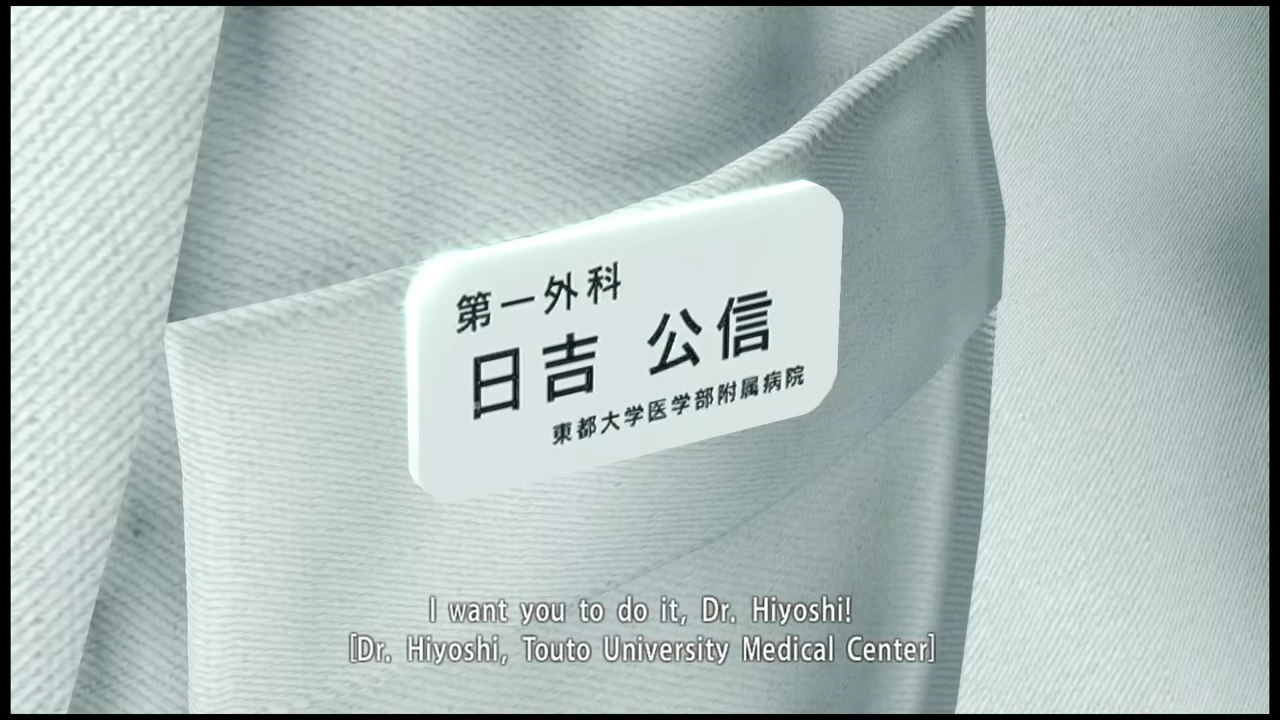 第一外科
日吉 公信
東都大学医学部附属病院
I want you to do it, Dr. Hiyoshi!
[Dr. Hiyoshi, Touto University Medical Center]